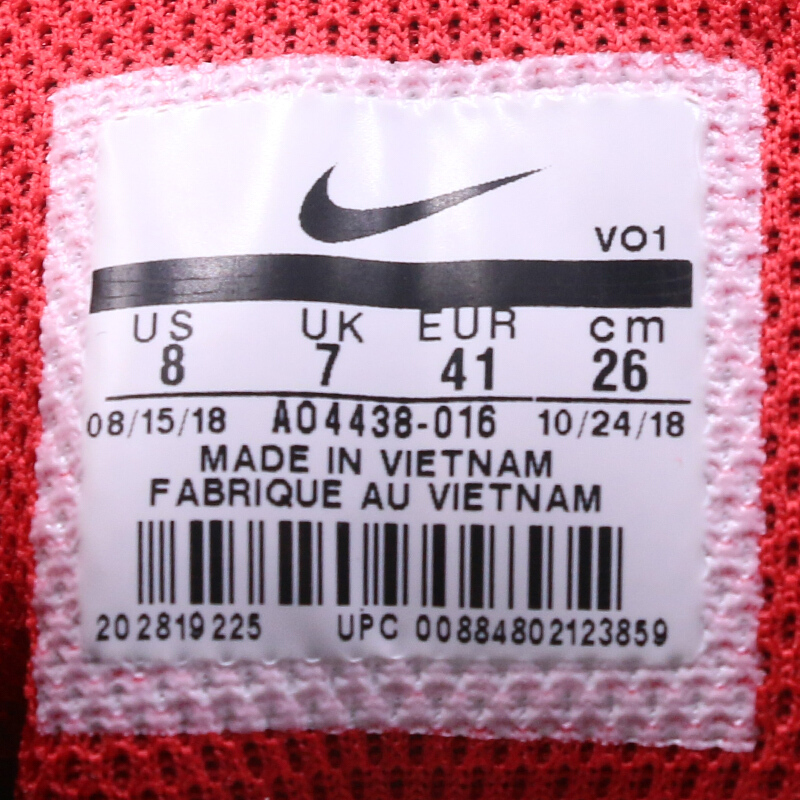 VO1
US UK EUR cm
8 7 41 26
08/15/18 AO4438-016 10/24/18
MADE IN VIETNAM
FABRIQUE AU VIETNAM
202819225 UPC 00884802123859